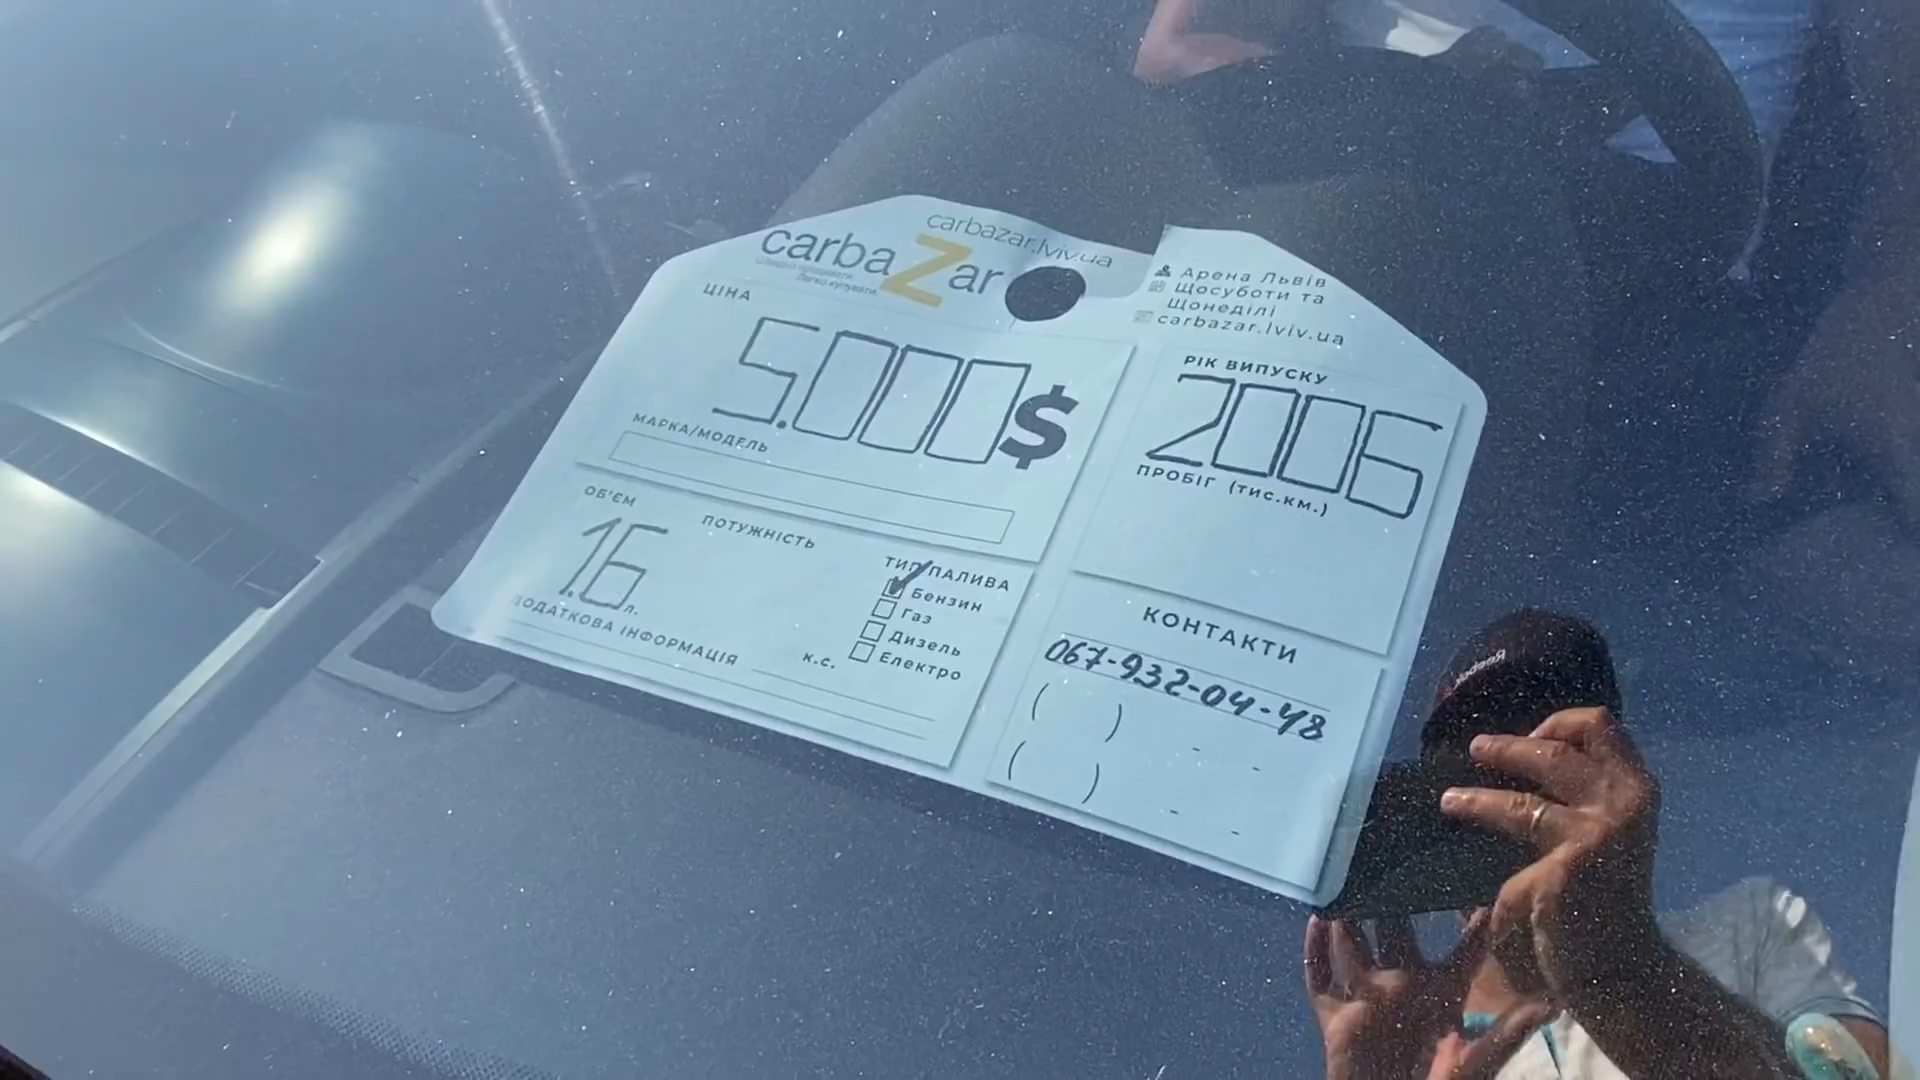 carbazar.lviv.ua
carbaZar
Швидко продавати
Легко купувати
Арена Львів
Щосуботи та
Щонеділі
carbazar.lviv.ua
ЦІНА
5.000$
МАРКА/МОДЕЛЬ
РІК ВИПУСКУ
2006
ПРОБІГ (ТИС.КМ.)
ОБ'ЄМ
1.6 л.
ПОТУЖНІСТЬ
к.с.
ТИП ПАЛИВА
Бензин
Газ
Дизель
Електро
ДОДАТКОВА ІНФОРМАЦІЯ
КОНТАКТИ
067-932-04-48
( ) - -
( ) - -
Reebok